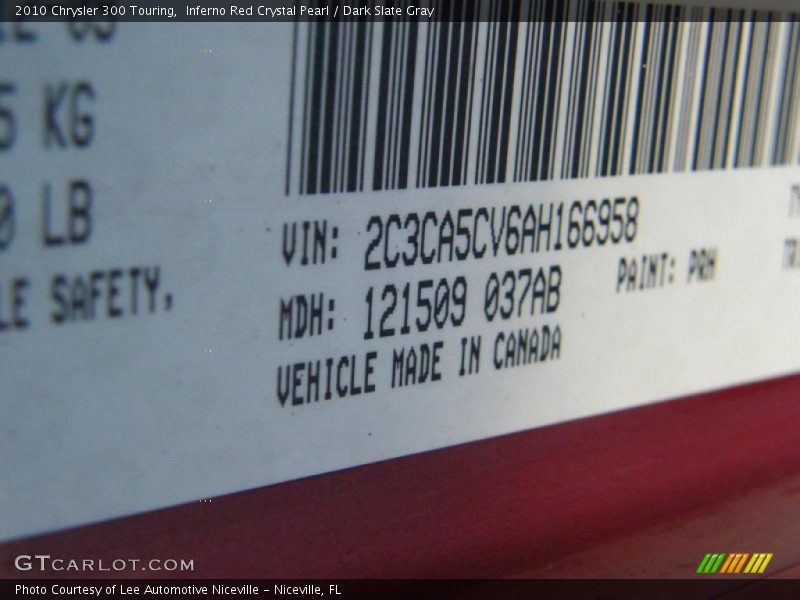 2010 Chrysler 300 Touring,  Inferno Red Crystal Pearl / Dark Slate Gray
KG
LB
SAFETY,
VIN: 2C3CA5CV6AH166958
MDH: 121509 037AB
PAINT: PRH
VEHICLE MADE IN CANADA
GTCARLOT.COM
Photo Courtesy of Lee Automotive Niceville – Niceville, FL